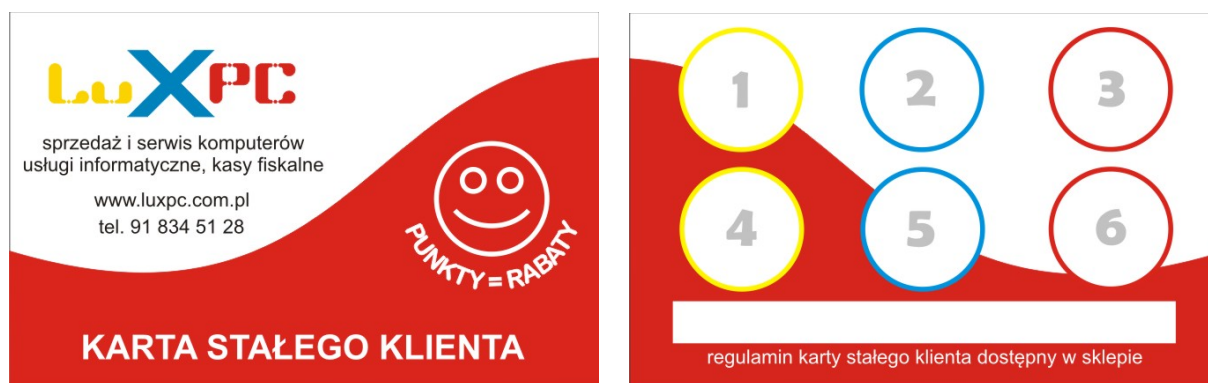 LuXPC
sprzedaż i serwis komputerów
usługi informatyczne, kasy fiskalne
www.luxpc.com.pl
tel. 91 834 51 28
PUNKTY = RABATY
KARTA STAŁEGO KLIENTA
1 2 3
4 5 6
regulamin karty stałego klienta dostępny w sklepie